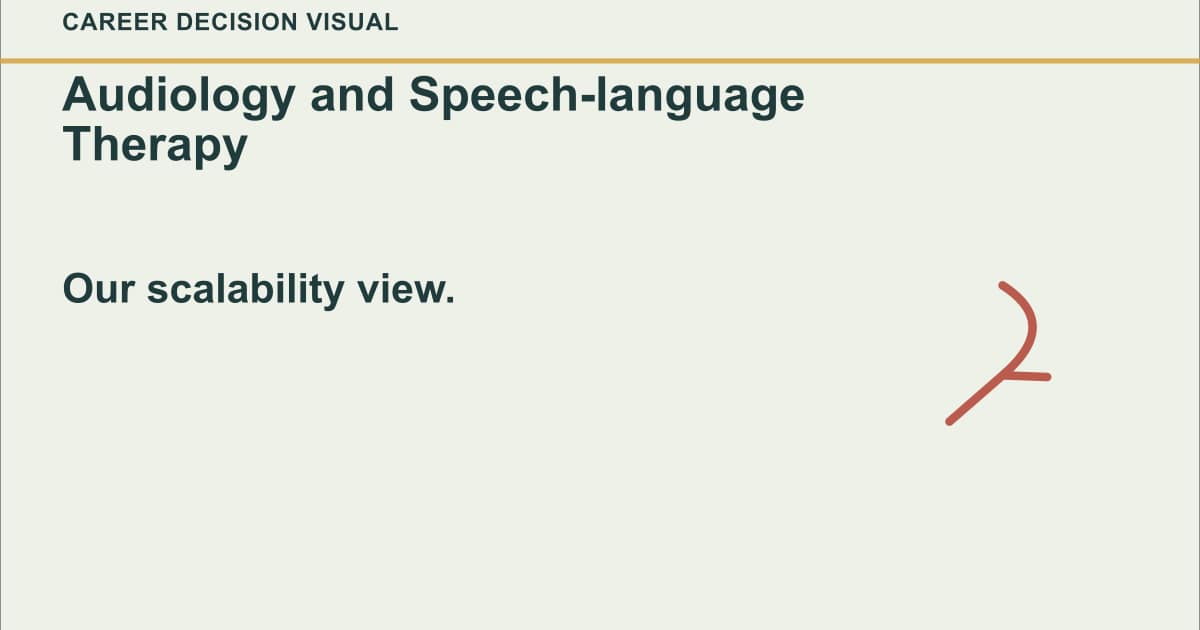 CAREER DECISION VISUAL
Audiology and Speech-language
Therapy
Our scalability view.